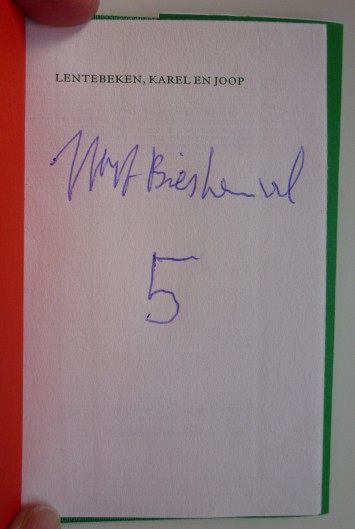 LENTEBEKEN, KAREL EN JOOP
Biesheuvel
5